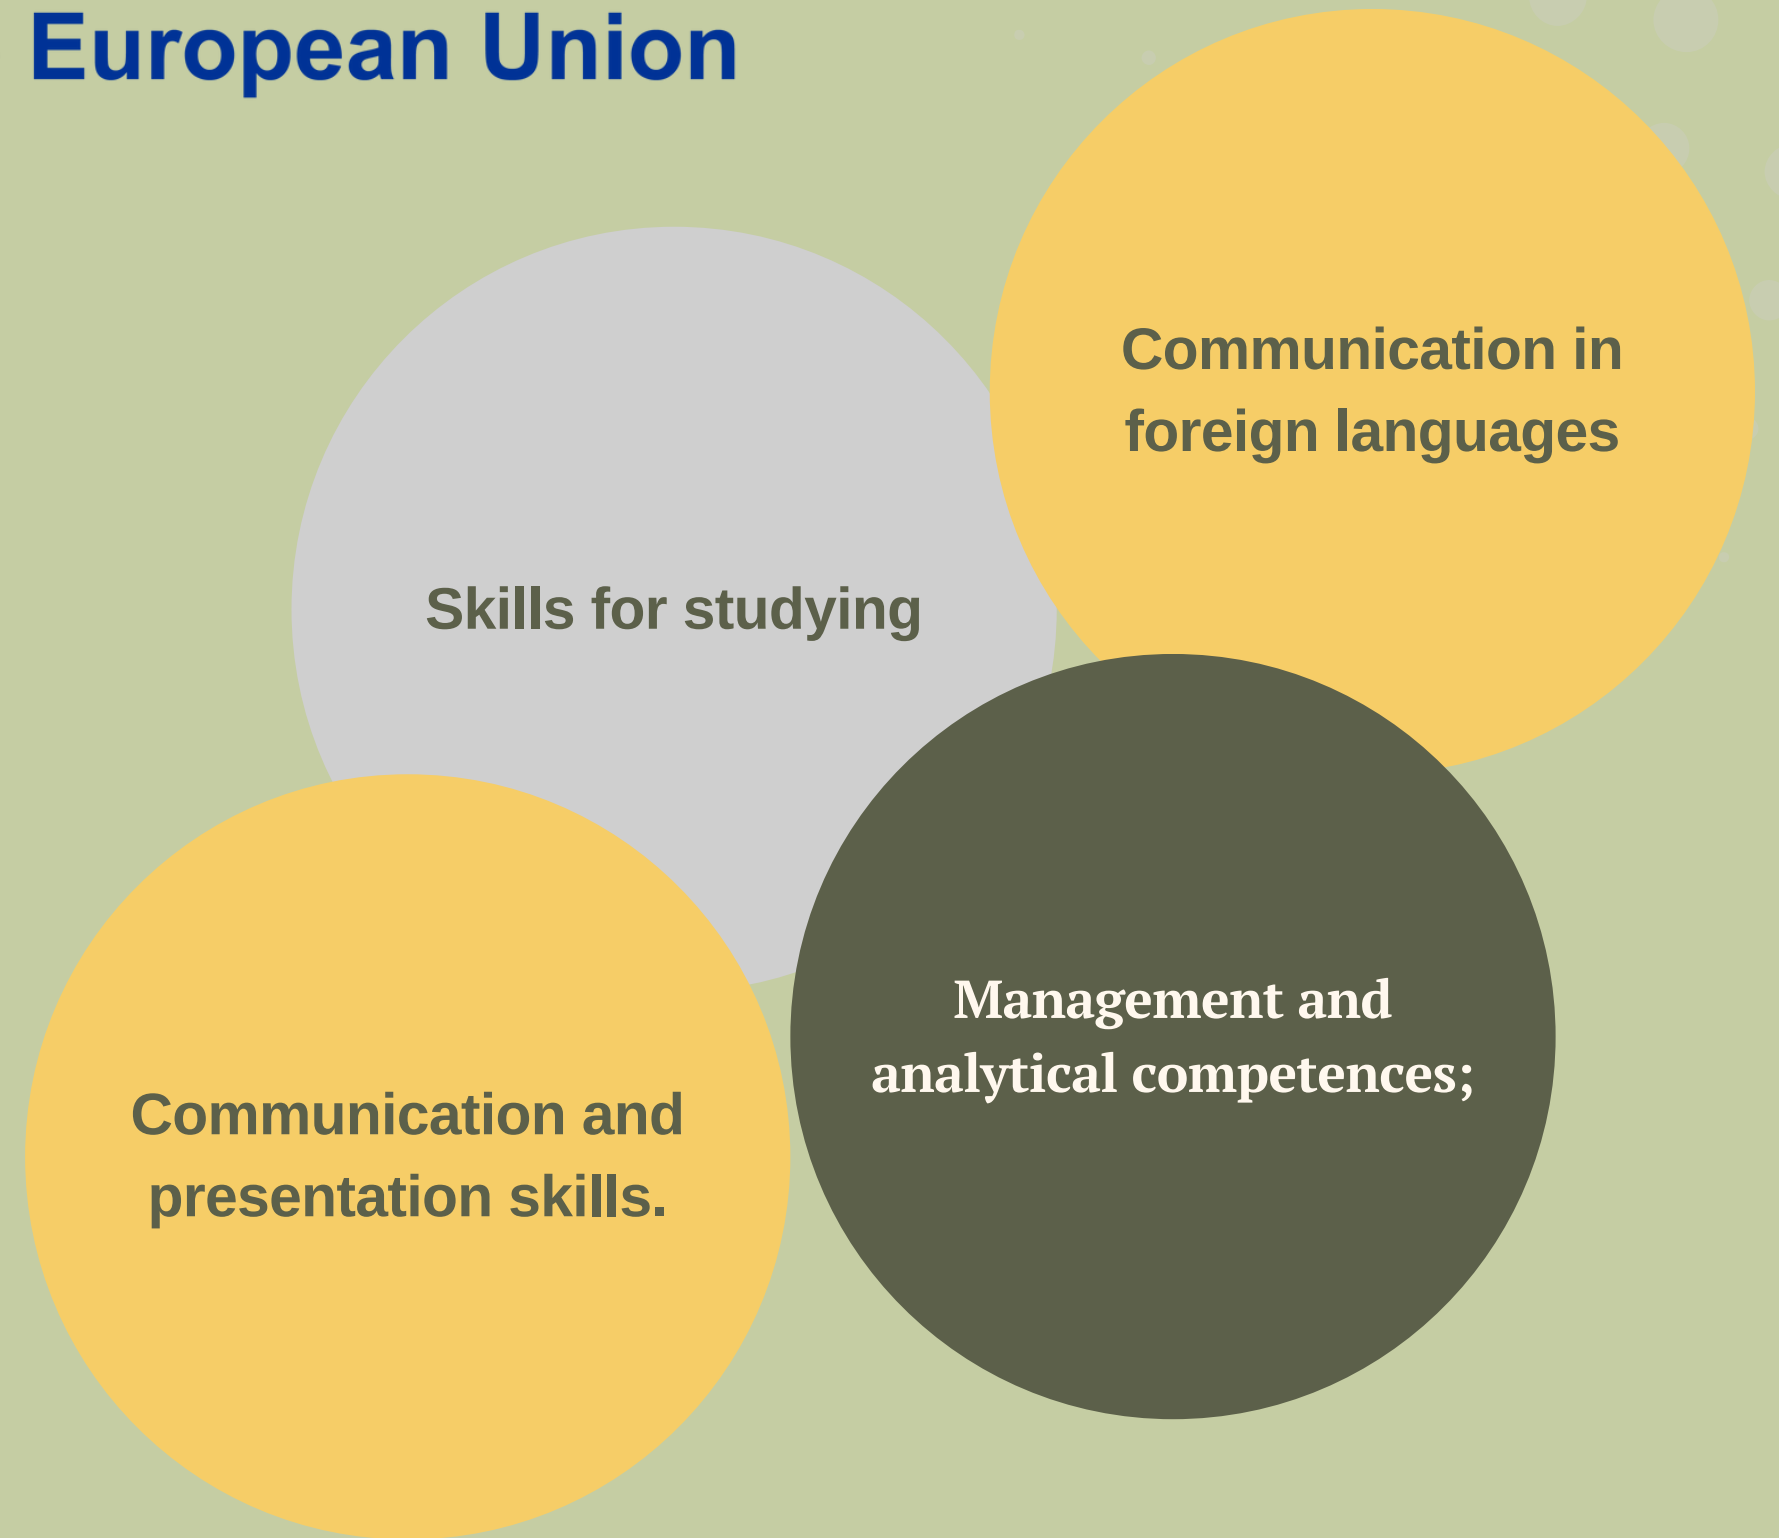 European Union
Communication in
foreign languages
Skills for studying
Management and
analytical competences;
Communication and
presentation skills.